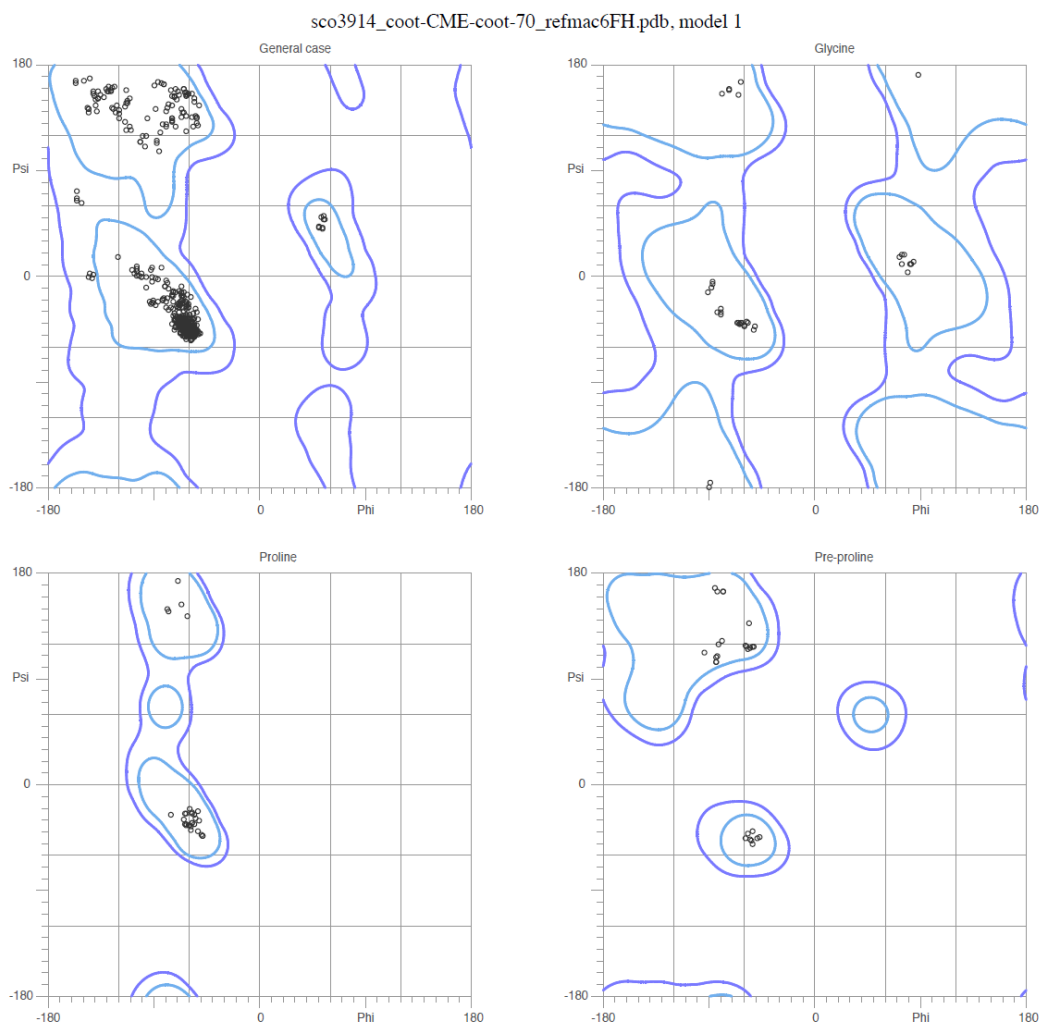 sco3914_coot-CME-coot-70_refmac6FH.pdb, model 1
General case
Glycine
180
Psi
0
-180
-180
0
Phi
180
180
Psi
0
-180
-180
0
Phi
180
Proline
Pre-proline
180
Psi
0
-180
-180
0
Phi
180
180
Psi
0
-180
-180
0
Phi
180